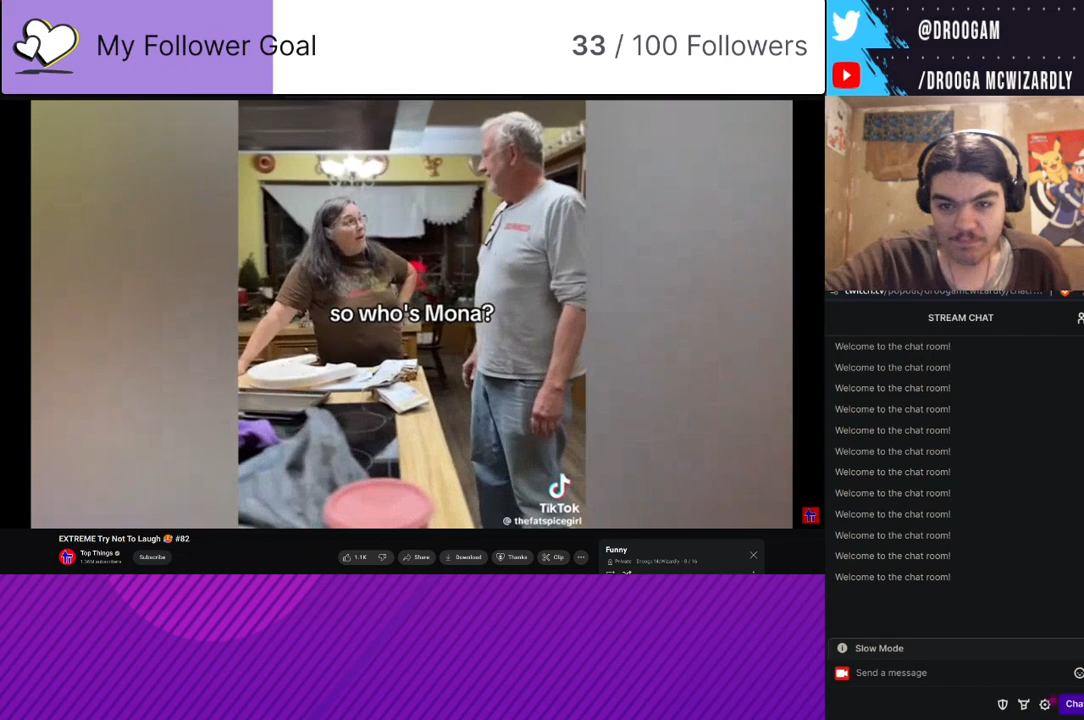 My Follower Goal
33 / 100 Followers
@DROOGAM
/DROOGA MCWIZARDLY
so who's Mona?
TikTok
@ thefatspicegirl
EXTREME Try Not To Laugh 🥵 #82
Top Things
Subscribe
1.1K
Share
Download
Thanks
Clip
Funny
Private Drooga McWizardly
STREAM CHAT
Welcome to the chat room!
Welcome to the chat room!
Welcome to the chat room!
Welcome to the chat room!
Welcome to the chat room!
Welcome to the chat room!
Welcome to the chat room!
Welcome to the chat room!
Welcome to the chat room!
Welcome to the chat room!
Welcome to the chat room!
Welcome to the chat room!
Slow Mode
Send a message
Cha